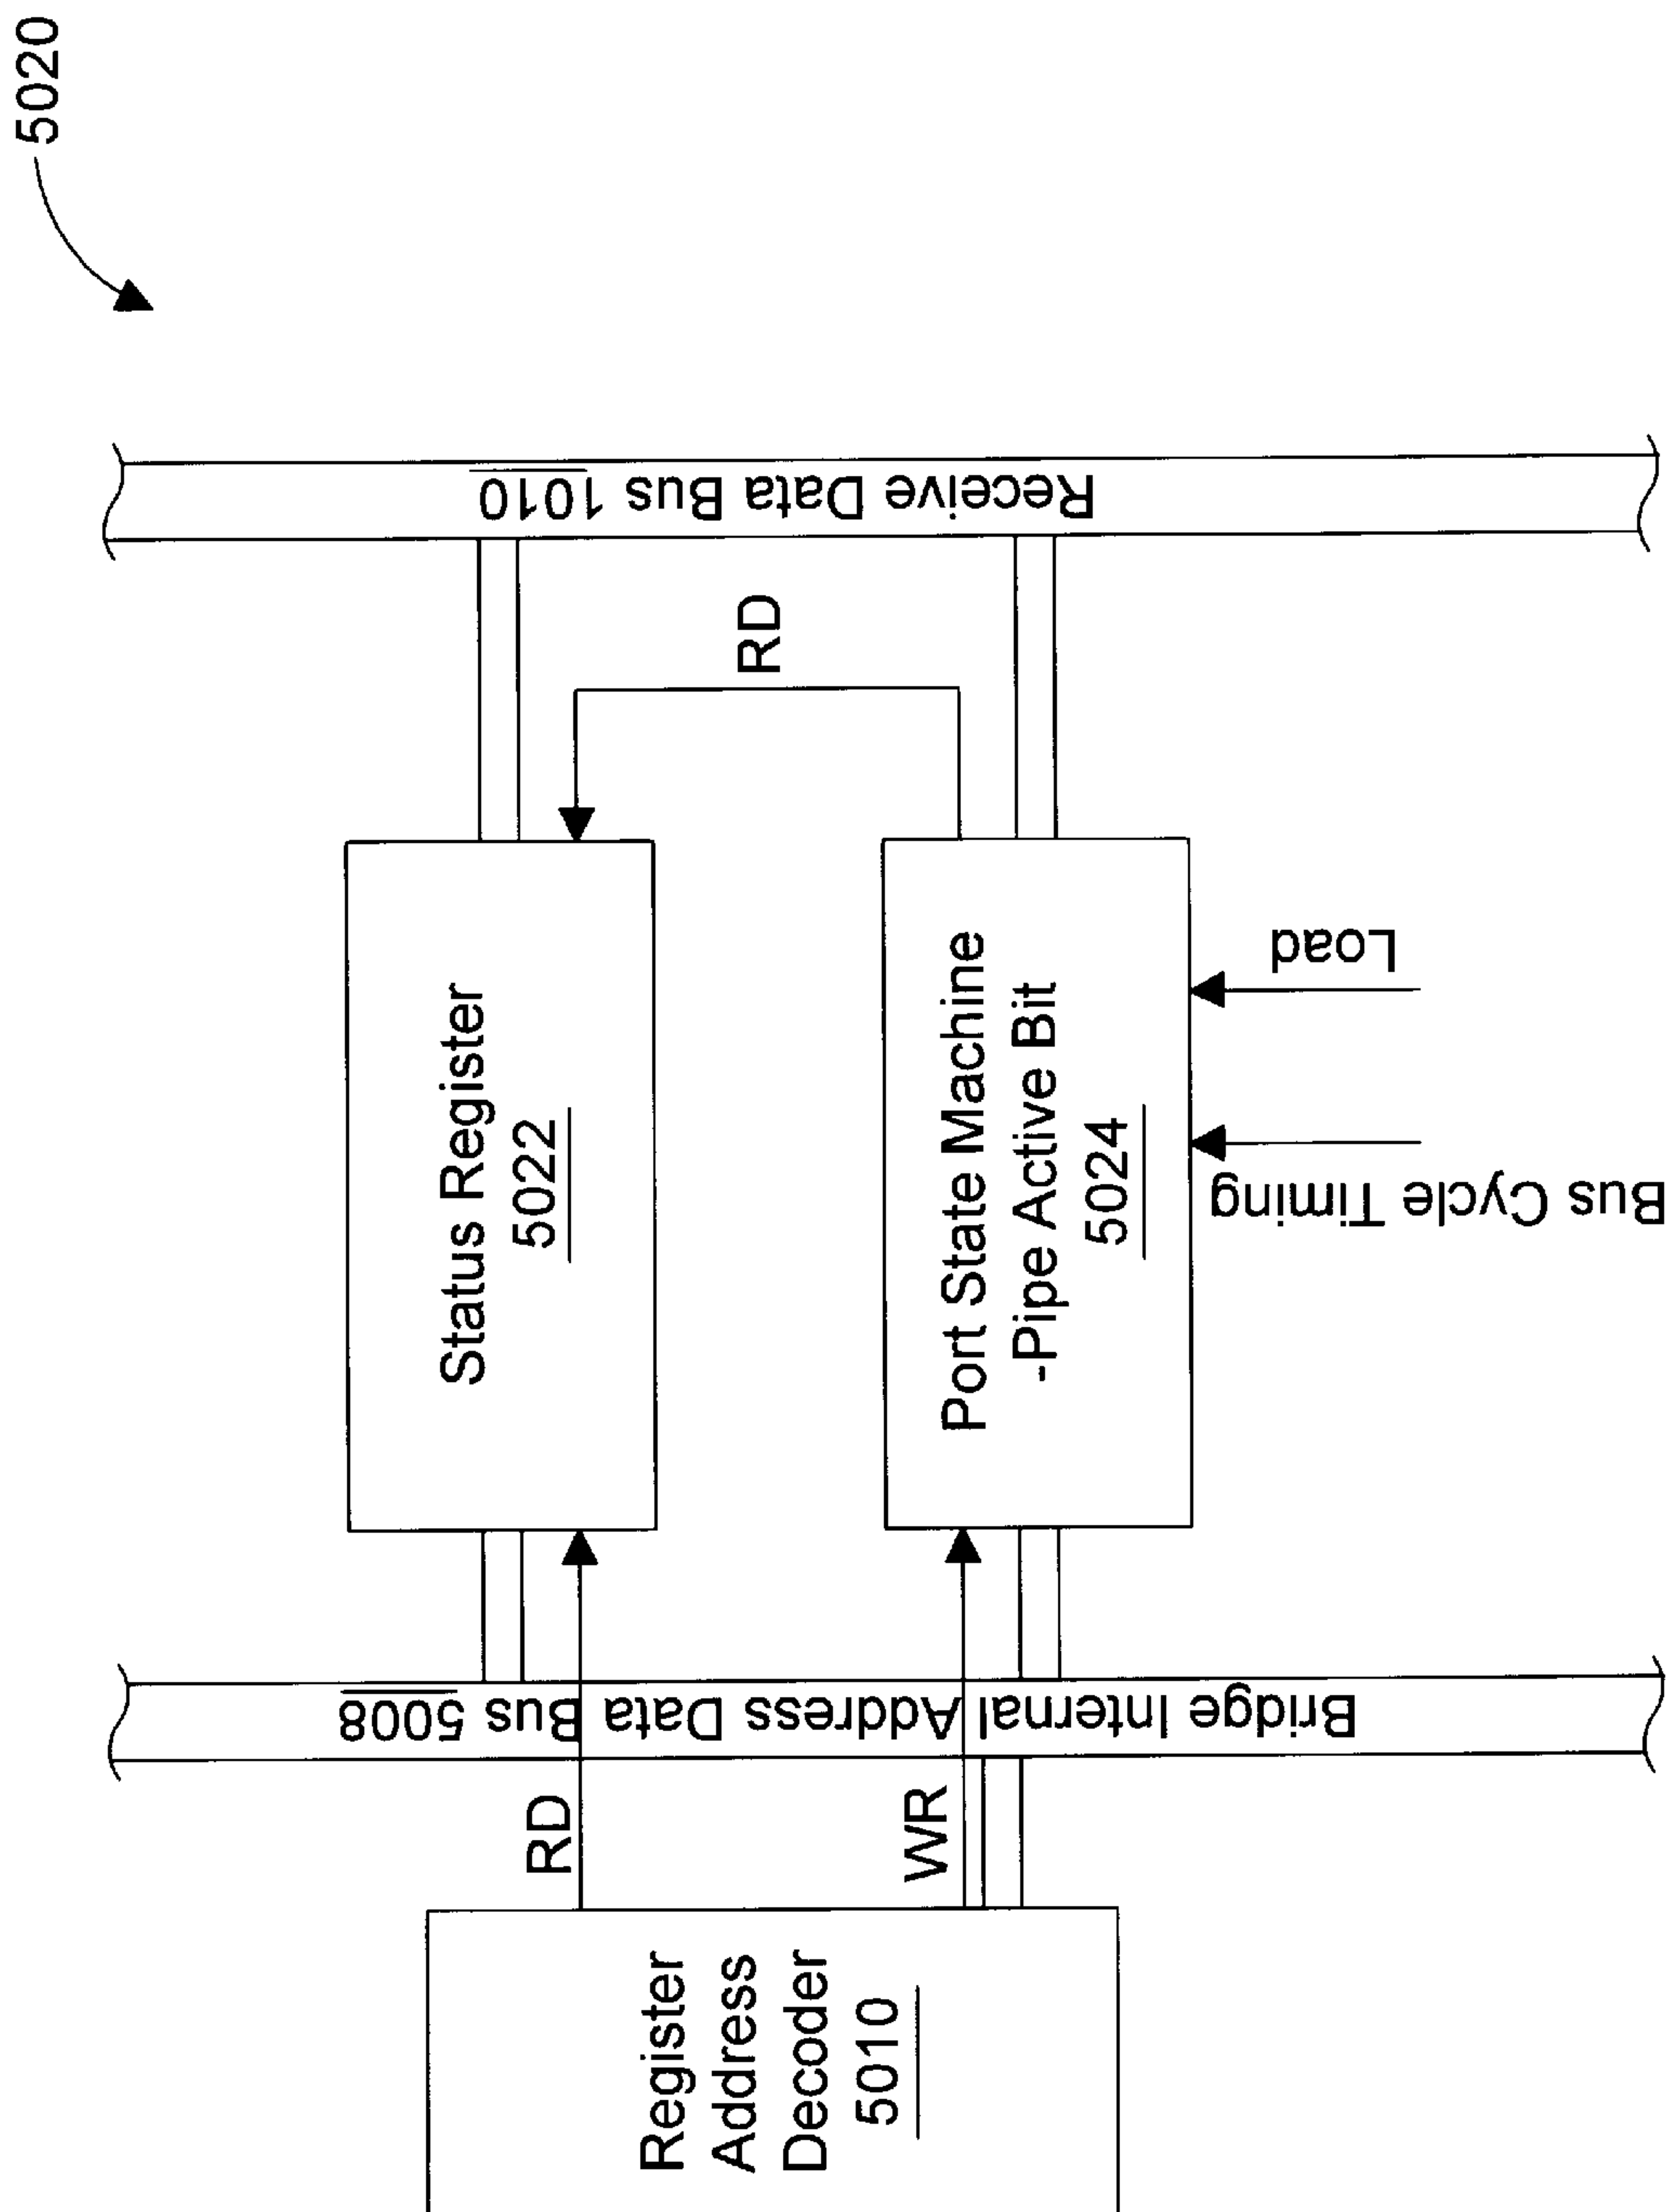 5020
Receive Data Bus 1010
RD
Status Register
5022
Port State Machine
-Pipe Active Bit
5024
Load
Bus Cycle Timing
Bridge Internal Address Data Bus 5008
RD
WR
Register
Address
Decoder
5010